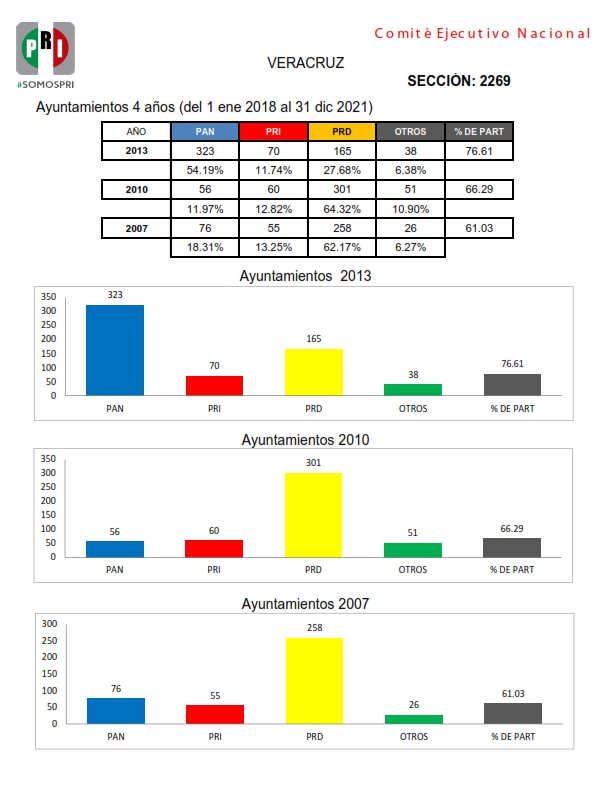 Comité Ejecutivo Nacional
PRI
#SOMOSPRI
VERACRUZ
SECCIÓN: 2269
Ayuntamientos 4 años (del 1 ene 2018 al 31 dic 2021)
AÑO PAN PRI PRD OTROS % DE PART
2013 323 70 165 38 76.61
54.19% 11.74% 27.68% 6.38%
2010 56 60 301 51 66.29
11.97% 12.82% 64.32% 10.90%
2007 76 55 258 26 61.03
18.31% 13.25% 62.17% 6.27%
Ayuntamientos 2013
350
300
250
200
150
100
50
0
323 70 165 38 76.61
PAN PRI PRD OTROS % DE PART
Ayuntamientos 2010
350
300
250
200
150
100
50
0
56 60 301 51 66.29
PAN PRI PRD OTROS % DE PART
Ayuntamientos 2007
300
250
200
150
100
50
0
76 55 258 26 61.03
PAN PRI PRD OTROS % DE PART